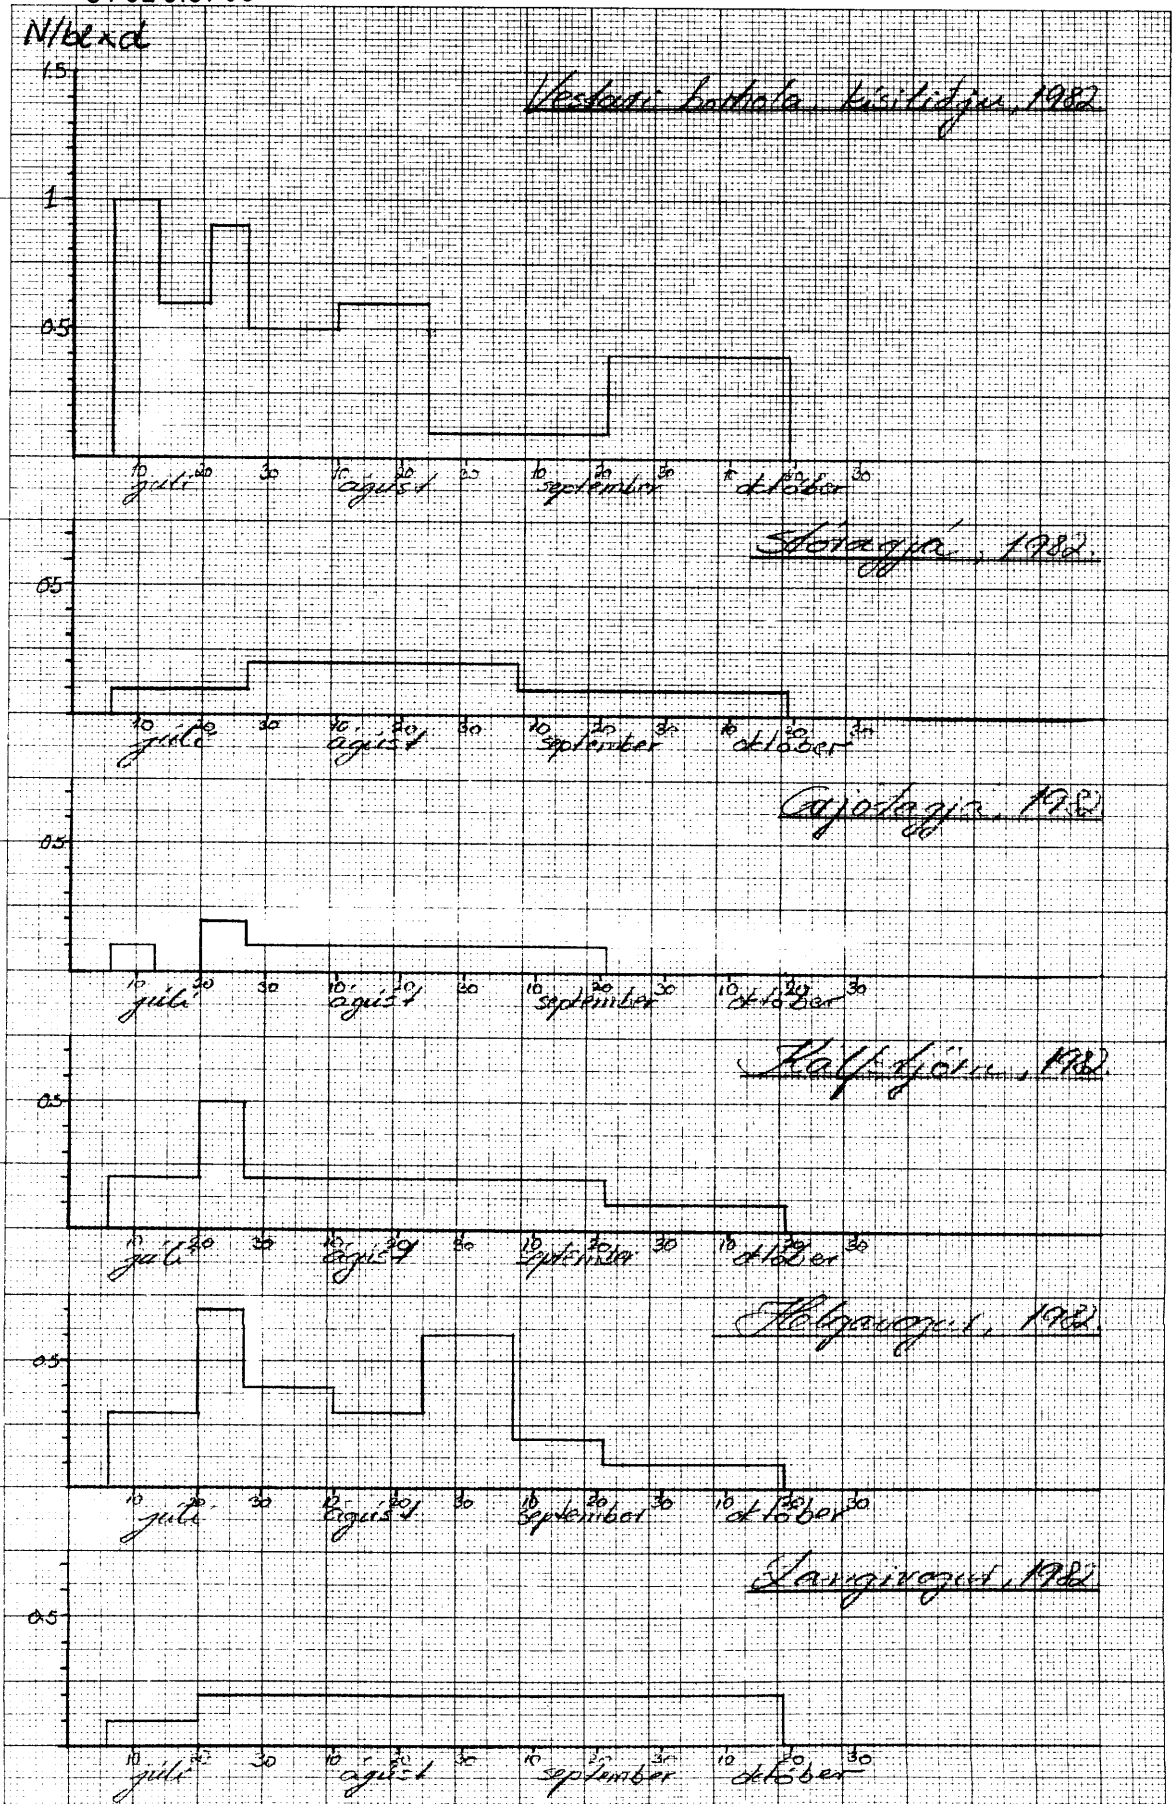 N/bl×d
1.5
Vestari borhola, kísiliðju, 1982
1
0.5
10 20 30 10 20 30 10 20 30 10 20 30
júlí ágúst september október
Stóragjá, 1982.
0.5
10 20 30 10 20 30 10 20 30 10 20 30
júlí ágúst september október
Grjótagjá, 1982
0.5
10 20 30 10 20 30 10 20 30 10 20 30
júlí ágúst september október
Kálfstjörn, 1982.
0.5
10 20 30 10 20 30 10 20 30 10 20 30
júlí ágúst september október
Helgavogur, 1982.
0.5
10 20 30 10 20 30 10 20 30 10 20 30
júlí ágúst september október
Langivogur, 1982
0.5
10 20 30 10 20 30 10 20 30 10 20 30
júlí ágúst september október